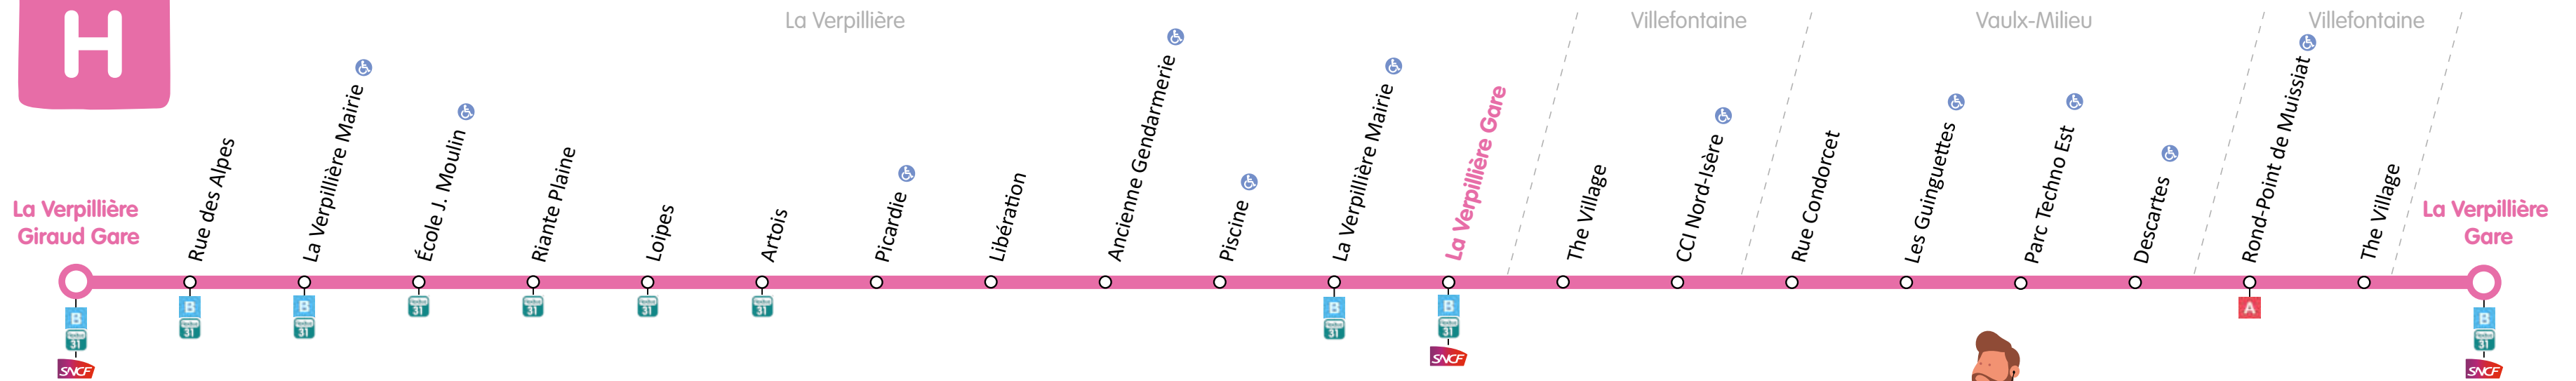 H
La Verpillière
Villefontaine
Vaulx-Milieu
Villefontaine
La Verpillière
Giraud Gare
Rue des Alpes
La Verpillière Mairie
École J. Moulin
Riante Plaine
Loipes
Artois
Picardie
Libération
Ancienne Gendarmerie
Piscine
La Verpillière Mairie
La Verpillière Gare
The Village
CCI Nord-Isère
Rue Condorcet
Les Guinguettes
Parc Techno Est
Descartes
Rond-Point de Muissiat
The Village
La Verpillière
Gare
B
31
SNCF
B
31
B
31
31
31
31
31
B
31
B
31
SNCF
A
B
31
SNCF